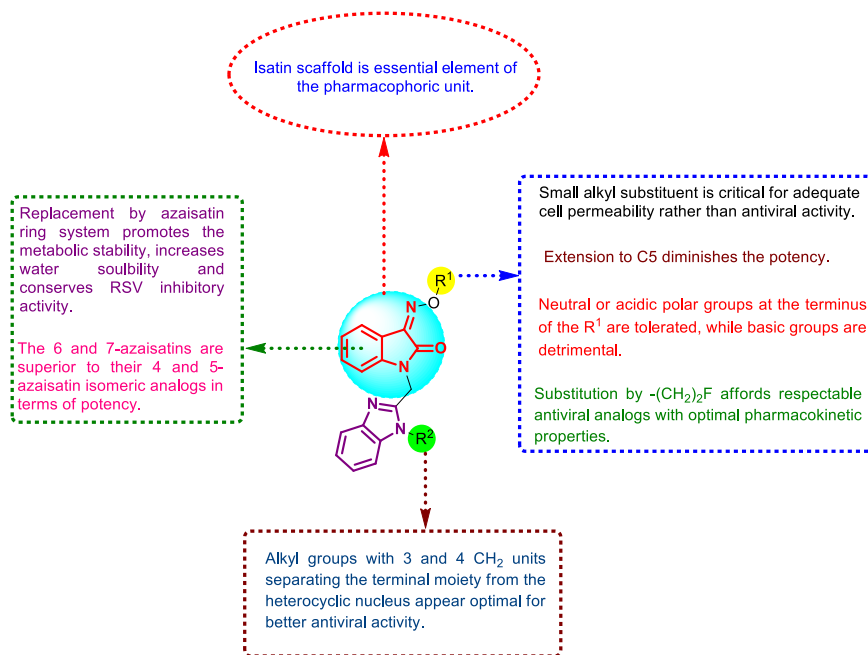 Isatin scaffold is essential element of
the pharmacophoric unit.
Replacement by azaisatin
ring system promotes the
metabolic stability, increases
water soulbility and
conserves RSV inhibitory
activity.
The 6 and 7-azaisatins are
superior to their 4 and 5-
azaisatin isomeric analogs in
terms of potency.
Small alkyl substituent is critical for adequate
cell permeability rather than antiviral activity.
Extension to C5 diminishes the potency.
Neutral or acidic polar groups at the terminus
of the R¹ are tolerated, while basic groups are
detrimental.
Substitution by -(CH₂)₂F affords respectable
antiviral analogs with optimal pharmacokinetic
properties.
R¹
O
N
O
N
N
N
R²
Alkyl groups with 3 and 4 CH₂ units
separating the terminal moiety from the
heterocyclic nucleus appear optimal for
better antiviral activity.